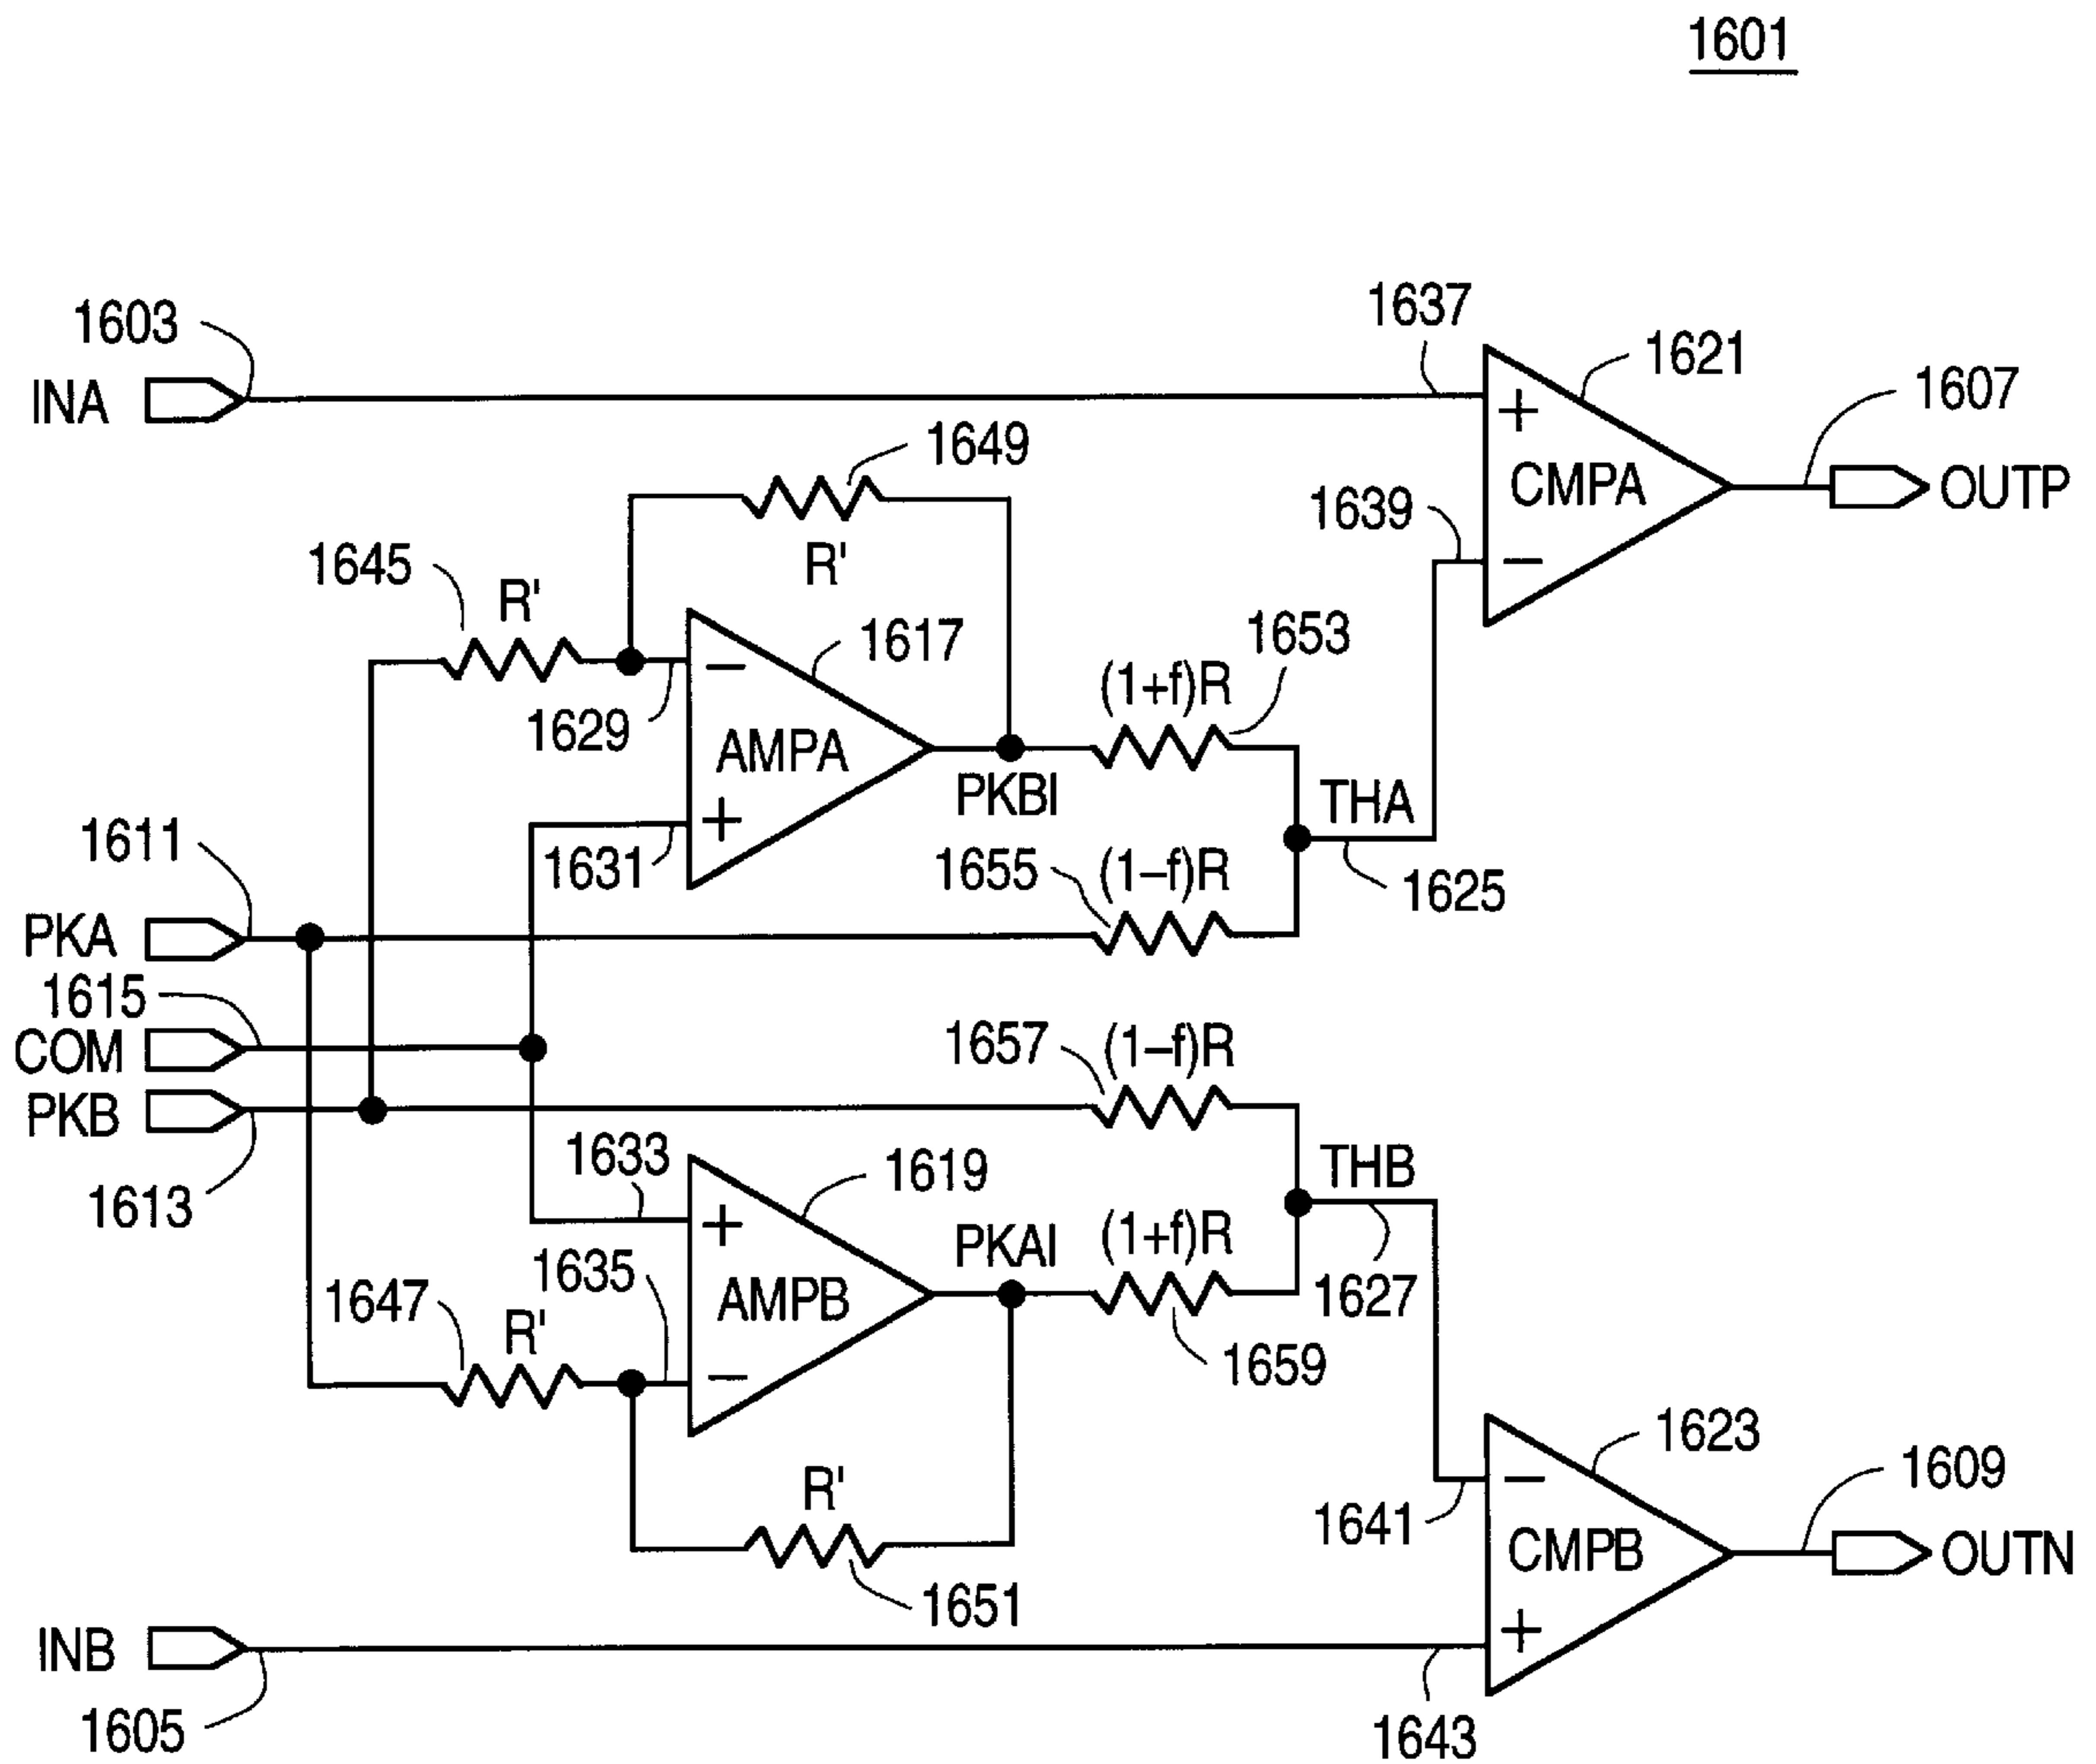 1601
1603
INA
1637
1621
1607
+
CMPA
OUTP
1649
1639
−
R'
1645
R'
1617
1653
−
(1+f)R
1629
AMPA
PKBI
THA
+
1611
1631
1655
(1−f)R
1625
PKA
1615
COM
1657
(1−f)R
PKB
1633
1619
THB
1613
+
PKAI
(1+f)R
1635
AMPB
1627
1647
R'
−
1659
1623
R'
−
1609
1641
CMPB
OUTN
1651
+
INB
1605
1643